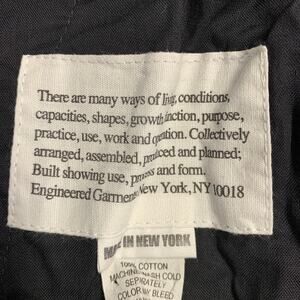 There are many ways of living, conditions,
capacities, shapes, growth, function, purpose,
practice, use, work and operation. Collectively
arranged, assembled, produced and planned;
Built showing use, process and form.
Engineered Garments New York, NY 10018
MADE IN NEW YORK
100% COTTON
MACHINE WASH COLD
SEPARATELY
COLOR MAY BLEED